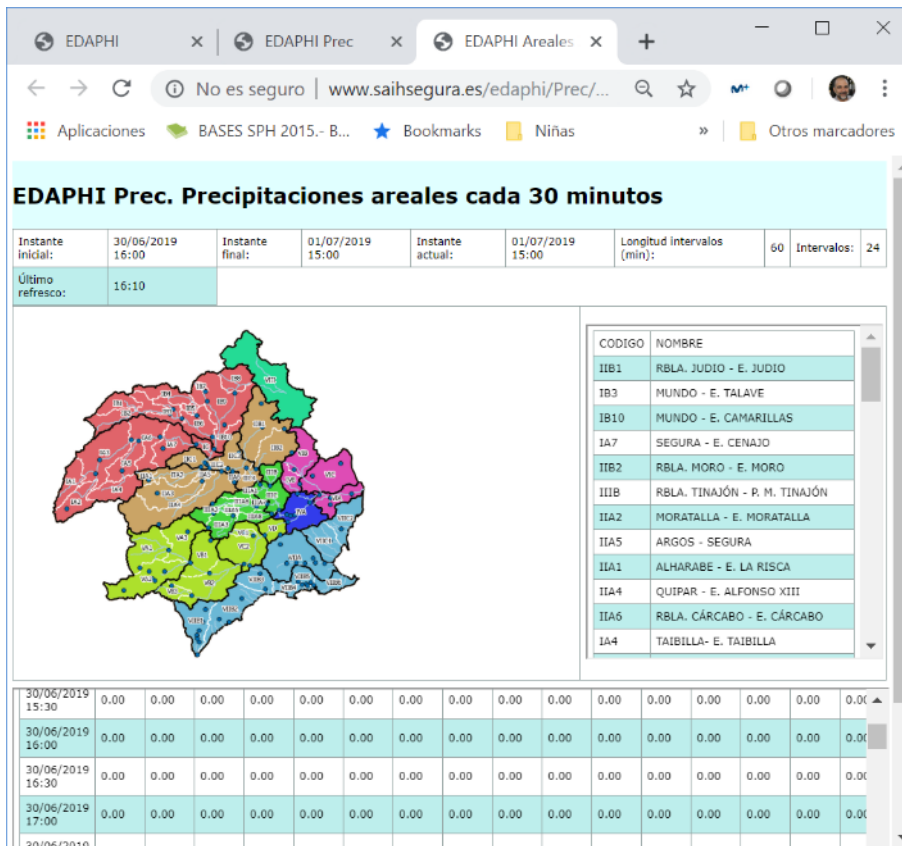 EDAPHI
EDAPHI Prec
EDAPHI Areales
No es seguro | www.saihsegura.es/edaphi/Prec/...
Aplicaciones BASES SPH 2015.- B... Bookmarks Niñas » Otros marcadores
EDAPHI Prec. Precipitaciones areales cada 30 minutos
Instante inicial: 30/06/2019 16:00 Instante final: 01/07/2019 15:00 Instante actual: 01/07/2019 15:00 Longitud intervalos (min): 60 Intervalos: 24
Último refresco: 16:10
CODIGO NOMBRE
IIB1 RBLA. JUDIO - E. JUDIO
IB3 MUNDO - E. TALAVE
IB10 MUNDO - E. CAMARILLAS
IA7 SEGURA - E. CENAJO
IIB2 RBLA. MORO - E. MORO
IIIB RBLA. TINAJÓN - P. M. TINAJÓN
IIA2 MORATALLA - E. MORATALLA
IIA5 ARGOS - SEGURA
IIA1 ALHARABE - E. LA RISCA
IIA4 QUIPAR - E. ALFONSO XIII
IIA6 RBLA. CÁRCABO - E. CÁRCABO
IA4 TAIBILLA- E. TAIBILLA
30/06/2019 15:30 0.00 0.00 0.00 0.00 0.00 0.00 0.00 0.00 0.00 0.00 0.00 0.00 0.00 0.00 0.00 0.00
30/06/2019 16:00 0.00 0.00 0.00 0.00 0.00 0.00 0.00 0.00 0.00 0.00 0.00 0.00 0.00 0.00 0.00 0.00
30/06/2019 16:30 0.00 0.00 0.00 0.00 0.00 0.00 0.00 0.00 0.00 0.00 0.00 0.00 0.00 0.00 0.00 0.00
30/06/2019 17:00 0.00 0.00 0.00 0.00 0.00 0.00 0.00 0.00 0.00 0.00 0.00 0.00 0.00 0.00 0.00 0.00
30/06/2019